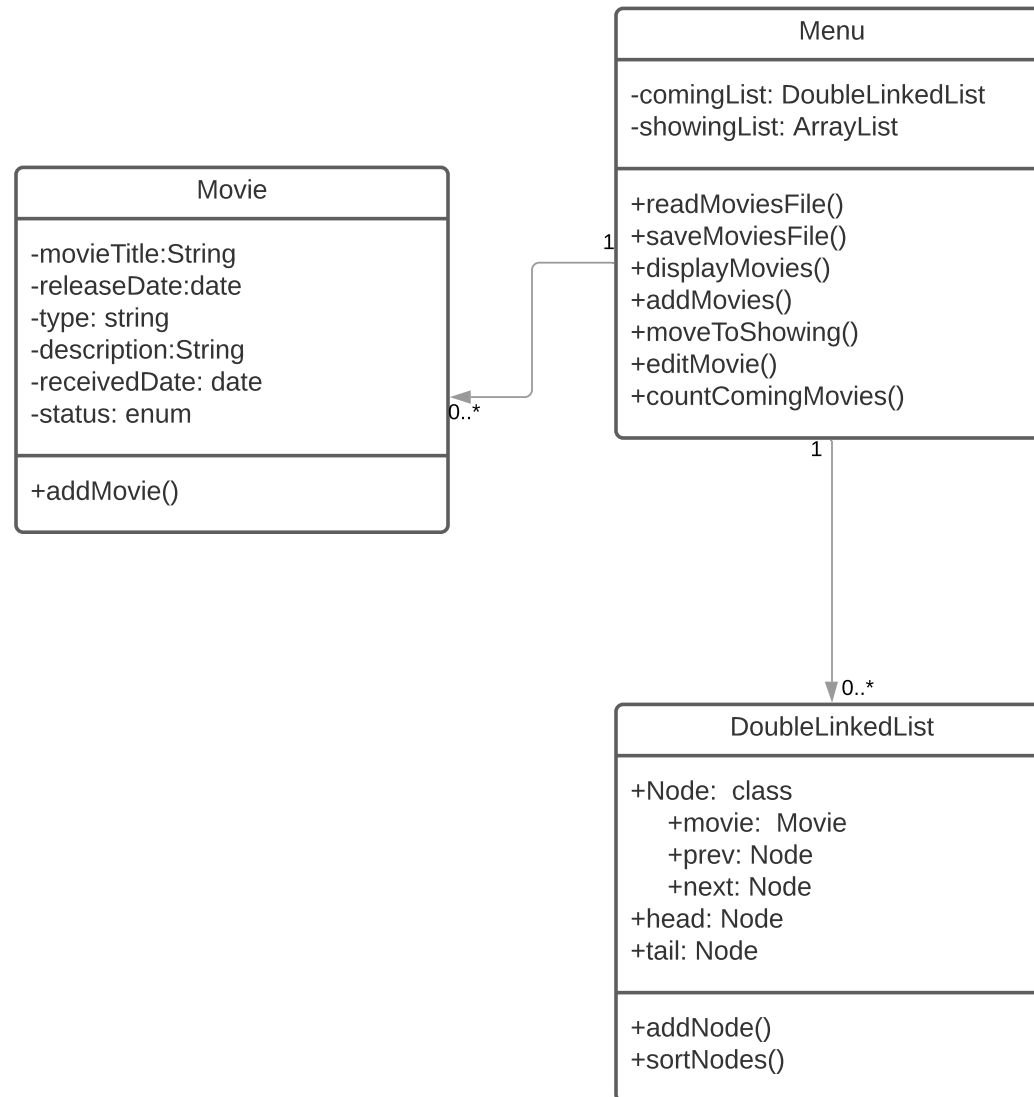 Menu
-comingList: DoubleLinkedList
-showingList: ArrayList
+readMoviesFile()
+saveMoviesFile()
+displayMovies()
+addMovies()
+moveToShowing()
+editMovie()
+countComingMovies()
1
1
Movie
-movieTitle:String
-releaseDate:date
-type: string
-description:String
-receivedDate: date
-status: enum
+addMovie()
0..*
0..*
DoubleLinkedList
+Node:  class
+movie:  Movie
+prev: Node
+next: Node
+head: Node
+tail: Node
+addNode()
+sortNodes()